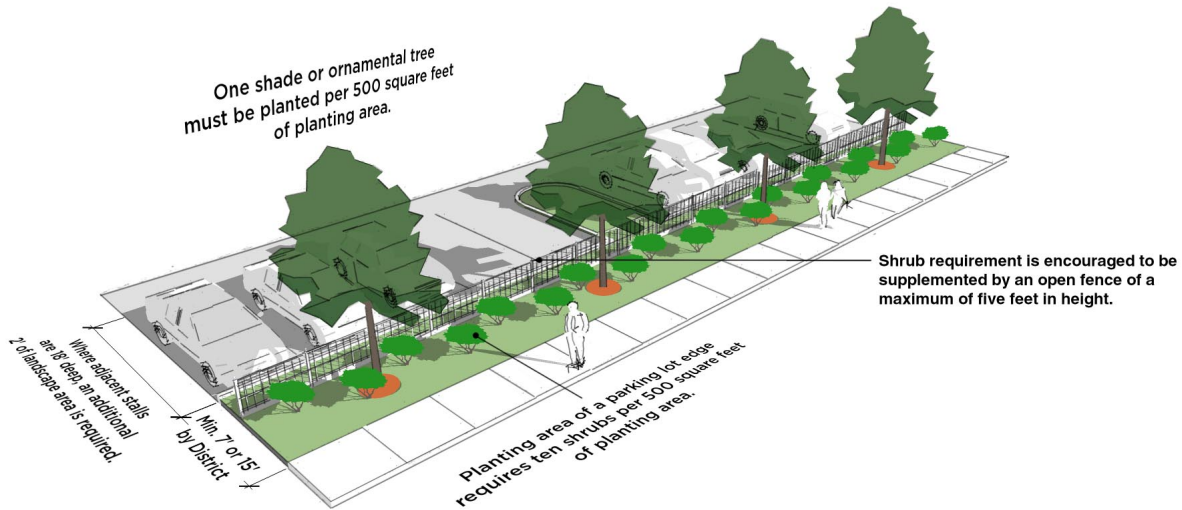 One shade or ornamental tree
must be planted per 500 square feet
of planting area.
Shrub requirement is encouraged to be
supplemented by an open fence of a
maximum of five feet in height.
Where adjacent stalls
are 18' deep, an additional
2' of landscape area is required.
Min. 7' or 15'
by District
Planting area of a parking lot edge
requires ten shrubs per 500 square feet
of planting area.